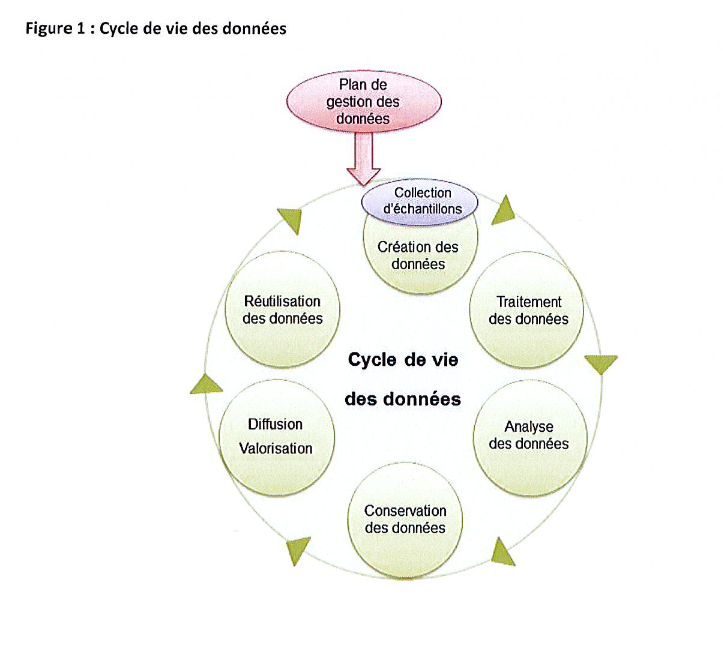 Figure 1 : Cycle de vie des données
Plan de
gestion des
données
Collection
d'échantillons
Création des
données
Traitement
des données
Analyse
des données
Conservation
des données
Diffusion
Valorisation
Réutilisation
des données
Cycle de vie
des données